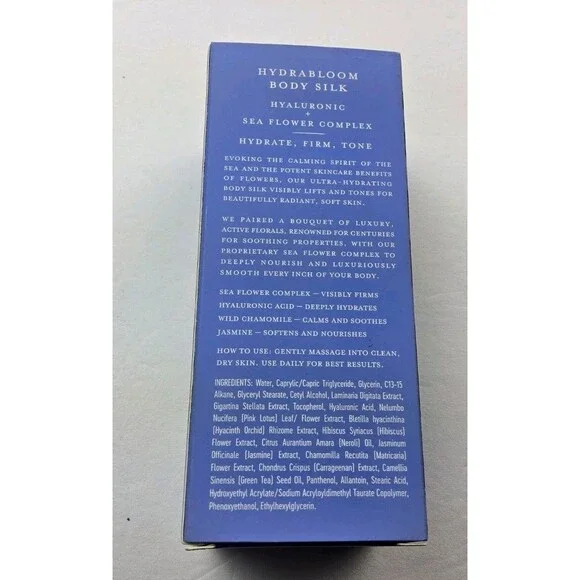 HYDRABLOOM
BODY SILK
HYALURONIC
+
SEA FLOWER COMPLEX
HYDRATE, FIRM, TONE
EVOKING THE CALMING SPIRIT OF THE
SEA AND THE POTENT SKINCARE BENEFITS
OF FLOWERS, OUR ULTRA-HYDRATING
BODY SILK VISIBLY LIFTS AND TONES FOR
BEAUTIFULLY RADIANT, SOFT SKIN.
WE PAIRED A BOUQUET OF LUXURY,
ACTIVE FLORALS, RENOWNED FOR CENTURIES
FOR SOOTHING PROPERTIES, WITH OUR
PROPRIETARY SEA FLOWER COMPLEX TO
DEEPLY NOURISH AND LUXURIOUSLY
SMOOTH EVERY INCH OF YOUR BODY.
SEA FLOWER COMPLEX — VISIBLY FIRMS
HYALURONIC ACID — DEEPLY HYDRATES
WILD CHAMOMILE — CALMS AND SOOTHES
JASMINE — SOFTENS AND NOURISHES
HOW TO USE: GENTLY MASSAGE INTO CLEAN,
DRY SKIN. USE DAILY FOR BEST RESULTS.
INGREDIENTS: Water, Caprylic/Capric Triglyceride, Glycerin, C13-15
Alkane, Glyceryl Stearate, Cetyl Alcohol, Laminaria Digitata Extract,
Gigartina Stellata Extract, Tocopherol, Hyaluronic Acid, Nelumbo
Nucifera [Pink Lotus] Leaf/ Flower Extract, Bletilla hyacinthina
[Hyacinth Orchid] Rhizome Extract, Hibiscus Syriacus [Hibiscus]
Flower Extract, Citrus Aurantium Amara [Neroli] Oil, Jasminum
Officinale [Jasmine] Extract, Chamomilla Recutita [Matricaria]
Flower Extract, Chondrus Crispus [Carrageenan] Extract, Camellia
Sinensis [Green Tea] Seed Oil, Panthenol, Allantoin, Stearic Acid,
Hydroxyethyl Acrylate/Sodium Acryloyldimethyl Taurate Copolymer,
Phenoxyethanol, Ethylhexylglycerin.